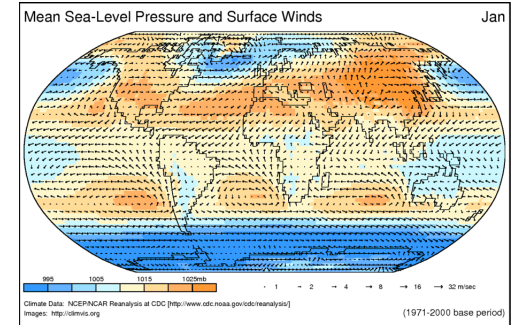 Mean Sea-Level Pressure and Surface Winds Jan
995 1005 1015 1025mb
1 2 4 8 16 32 m/sec
Climate Data: NCEP/NCAR Reanalysis at CDC [http://www.cdc.noaa.gov/cdc/reanalysis/]
Images: http://climvis.org (1971-2000 base period)